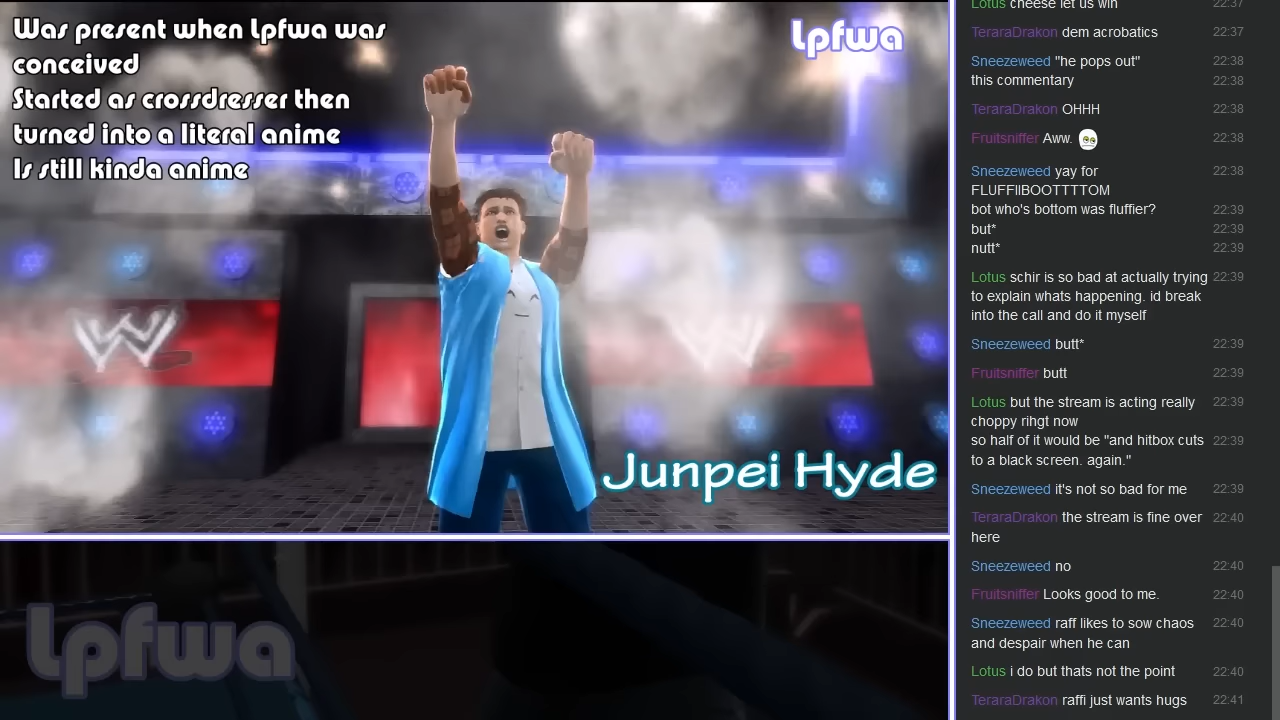 Was present when Lpfwa was
conceived
Started as crossdresser then
turned into a literal anime
Is still kinda anime
Lpfwa
W
W
Junpei Hyde
Lpfwa
Lotus cheese let us win 22:37
TeraraDrakon dem acrobatics 22:37
Sneezeweed "he pops out" 22:38
this commentary 22:38
TeraraDrakon OHHH 22:38
Fruitsniffer Aww. 22:38
Sneezeweed yay for 22:38
FLUFFIIBOOTTTTOM
bot who's bottom was fluffier? 22:39
but* 22:39
nutt* 22:39
Lotus schir is so bad at actually trying 22:39
to explain whats happening. id break
into the call and do it myself
Sneezeweed butt* 22:39
Fruitsniffer butt 22:39
Lotus but the stream is acting really 22:39
choppy rihgt now
so half of it would be "and hitbox cuts 22:39
to a black screen. again."
Sneezeweed it's not so bad for me 22:39
TeraraDrakon the stream is fine over 22:40
here
Sneezeweed no 22:40
Fruitsniffer Looks good to me. 22:40
Sneezeweed raff likes to sow chaos 22:40
and despair when he can
Lotus i do but thats not the point 22:40
TeraraDrakon raffi just wants hugs 22:41